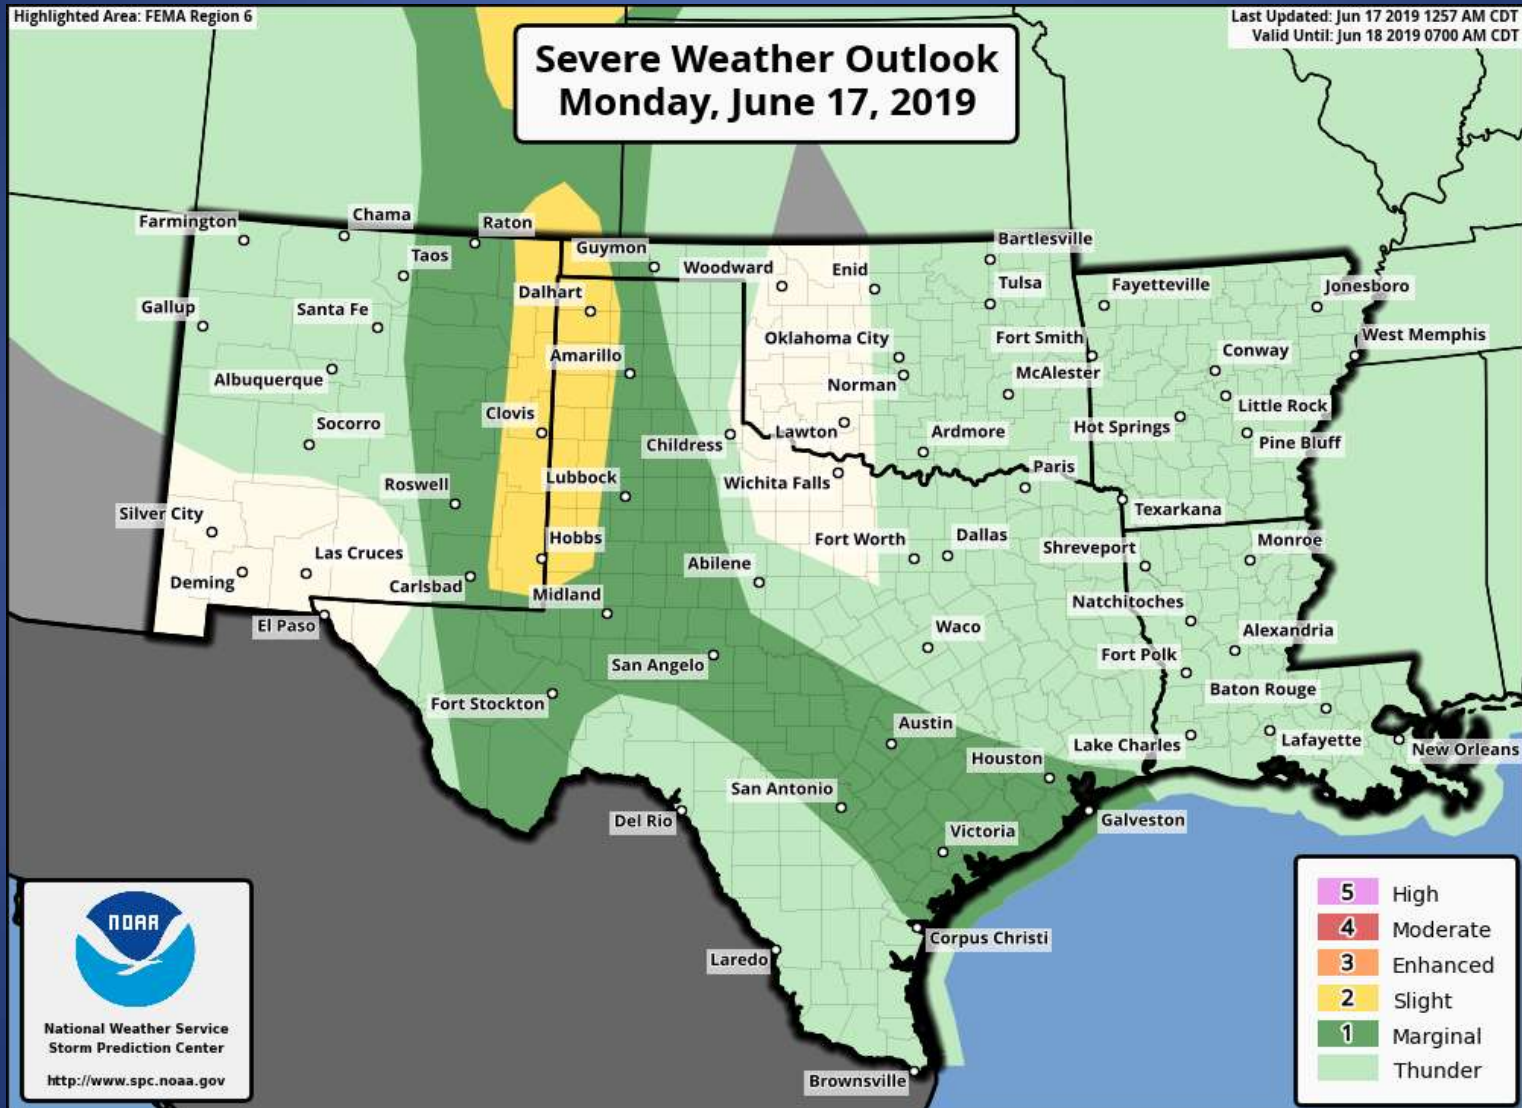 Highlighted Area: FEMA Region 6
Last Updated: Jun 17 2019 1257 AM CDT
Valid Until: Jun 18 2019 0700 AM CDT
Severe Weather Outlook
Monday, June 17, 2019
Farmington
Chama
Raton
Taos
Guymon
Woodward
Enid
Bartlesville
Tulsa
Fayetteville
Jonesboro
Gallup
Santa Fe
Dalhart
Oklahoma City
Fort Smith
West Memphis
Albuquerque
Amarillo
Norman
McAlester
Conway
Little Rock
Socorro
Clovis
Childress
Lawton
Ardmore
Hot Springs
Pine Bluff
Roswell
Lubbock
Wichita Falls
Paris
Texarkana
Silver City
Las Cruces
Hobbs
Fort Worth
Dallas
Shreveport
Monroe
Deming
Carlsbad
Midland
Abilene
Natchitoches
El Paso
San Angelo
Waco
Alexandria
Fort Polk
Fort Stockton
Baton Rouge
Austin
Houston
Lake Charles
Lafayette
New Orleans
San Antonio
Del Rio
Victoria
Galveston
Laredo
Corpus Christi
Brownsville
NOAA
National Weather Service
Storm Prediction Center
http://www.spc.noaa.gov
5 High
4 Moderate
3 Enhanced
2 Slight
1 Marginal
Thunder